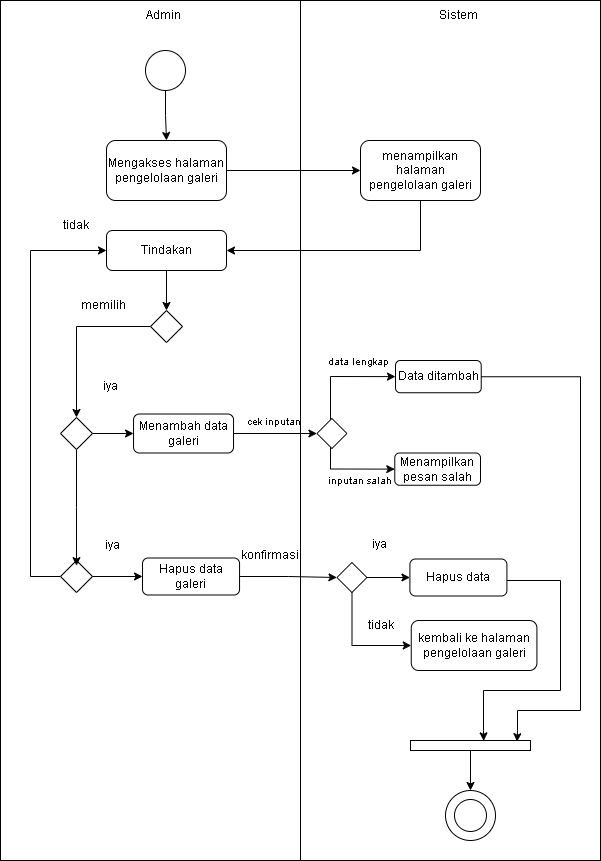 Admin
Sistem
Mengakses halaman
pengelolaan galeri
menampilkan
halaman
pengelolaan galeri
tidak
Tindakan
memilih
iya
data lengkap
Data ditambah
Menambah data
galeri
cek inputan
Menampilkan
pesan salah
inputan salah
iya
Hapus data
galeri
konfirmasi
iya
Hapus data
tidak
kembali ke halaman
pengelolaan galeri